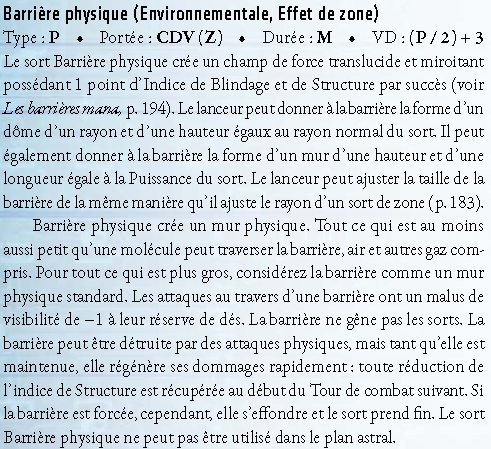 Barrière physique (Environnementale, Effet de zone)
Type : P ♦ Portée : CDV (Z) ♦ Durée : M ♦ VD : (P / 2) + 3
Le sort Barrière physique crée un champ de force translucide et miroitant
possédant 1 point d'Indice de Blindage et de Structure par succès (voir
Les barrières mana, p. 194). Le lanceur peut donner à la barrière la forme d'un
dôme d'un rayon et d'une hauteur égaux au rayon normal du sort. Il peut
également donner à la barrière la forme d'un mur d'une hauteur et d'une
longueur égale à la Puissance du sort. Le lanceur peut ajuster la taille de la
barrière de la même manière qu'il ajuste le rayon d'un sort de zone (p. 183).
Barrière physique crée un mur physique. Tout ce qui est au moins
aussi petit qu'une molécule peut traverser la barrière, air et autres gaz com-
pris. Pour tout ce qui est plus gros, considérez la barrière comme un mur
physique standard. Les attaques au travers d'une barrière ont un malus de
visibilité de –1 à leur réserve de dés. La barrière ne gêne pas les sorts. La
barrière peut être détruite par des attaques physiques, mais tant qu'elle est
maintenue, elle régénère ses dommages rapidement : toute réduction de
l'indice de Structure est récupérée au début du Tour de combat suivant. Si
la barrière est forcée, cependant, elle s'effondre et le sort prend fin. Le sort
Barrière physique ne peut pas être utilisé dans le plan astral.